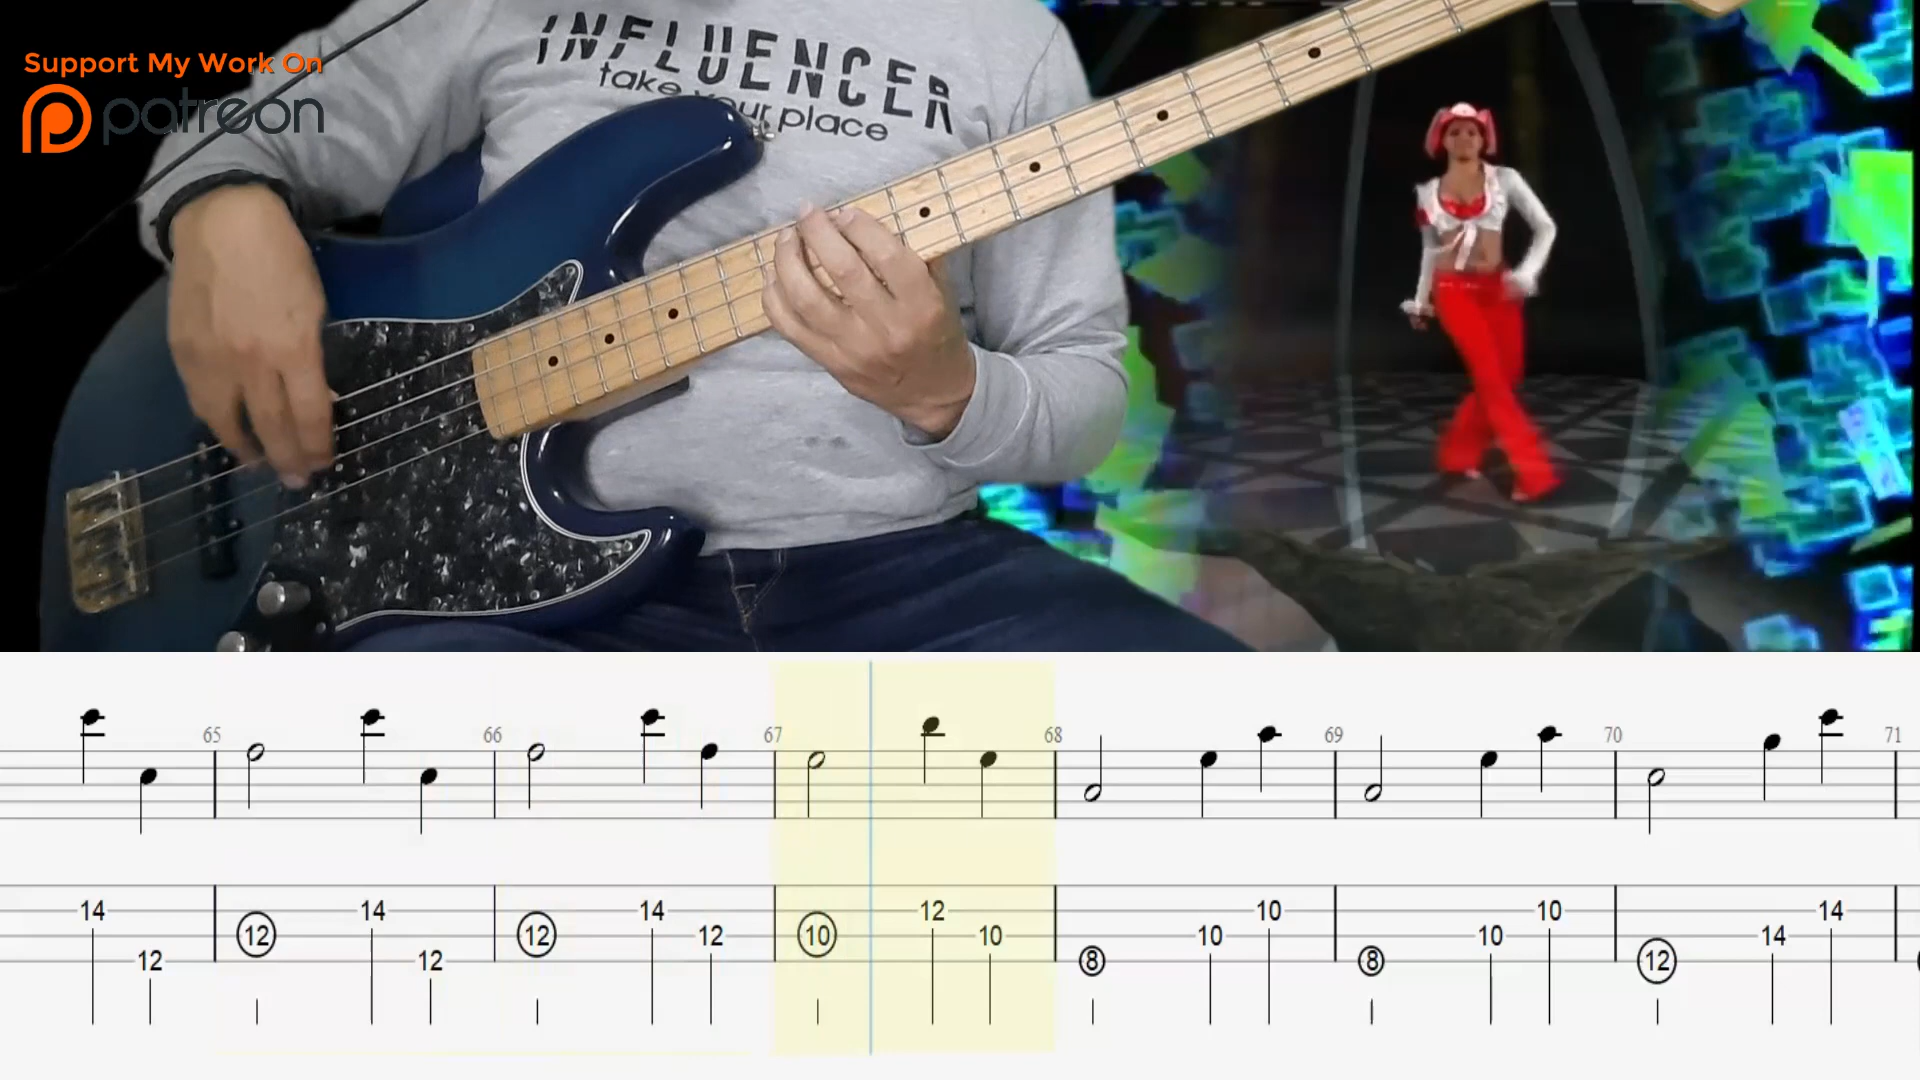 Support My Work On
patreon
INFLUENCER
take your place
65 66 67 68 69 70 71
14 14 14 12 10 10 14
12 12 12 10 10 10 10 14
12 12 8 8 12